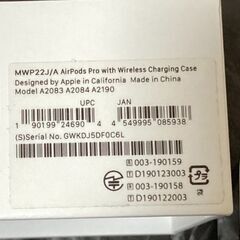 MWP22J/A AirPods Pro with Wireless Charging Case
Designed by Apple in California Made in China
Model A2083 A2084 A2190
UPC JAN
1 90199 24690 4 4 549995 085938
(S)Serial No. GWKDJ5DF0C6L
003-190159
D190123003
003-190158
D190122003